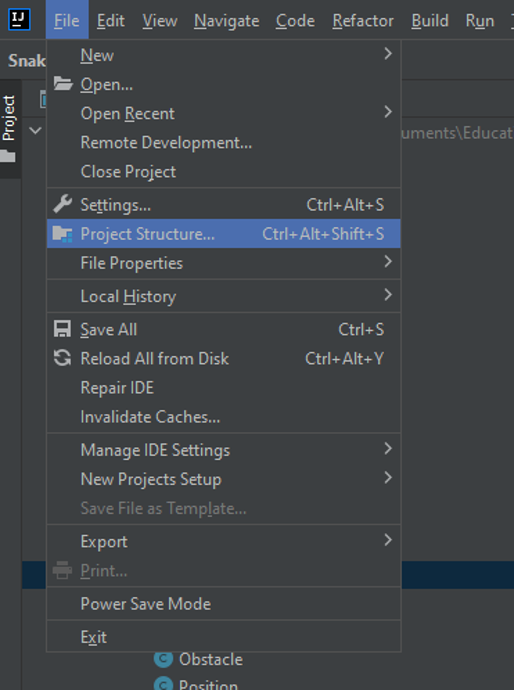 IJ File Edit View Navigate Code Refactor Build Run
Snak
Project
New
Open...
uments\Educat
Open Recent
Remote Development...
Close Project
Settings... Ctrl+Alt+S
Project Structure... Ctrl+Alt+Shift+S
File Properties
Local History
Save All Ctrl+S
Reload All from Disk Ctrl+Alt+Y
Repair IDE
Invalidate Caches...
Manage IDE Settings
New Projects Setup
Save File as Template...
Export
Print...
Power Save Mode
Exit
C Obstacle
C Position